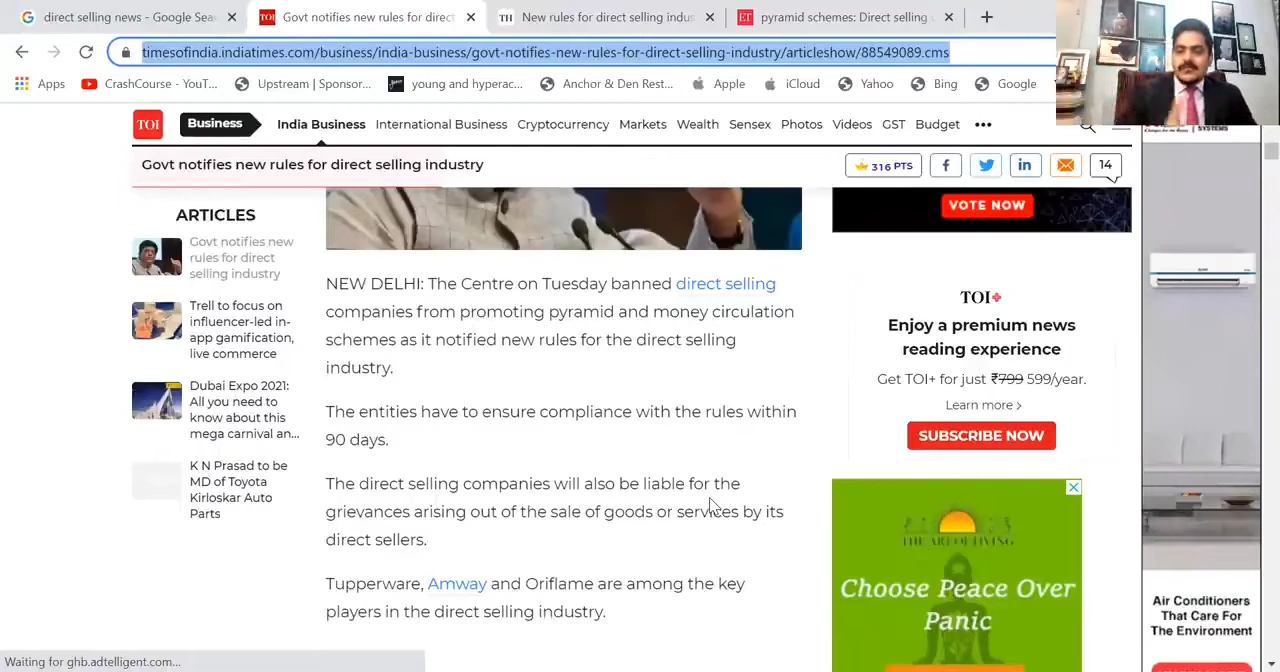 direct selling news - Google Sea
Govt notifies new rules for direct
New rules for direct selling indus
pyramid schemes: Direct selling
timesofindia.indiatimes.com/business/india-business/govt-notifies-new-rules-for-direct-selling-industry/articleshow/88549089.cms
Apps
CrashCourse - YouT...
Upstream | Sponsor...
young and hyperac...
Anchor & Den Rest...
Apple
iCloud
Yahoo
Bing
Google
TOI
Business
India Business
International Business
Cryptocurrency
Markets
Wealth
Sensex
Photos
Videos
GST
Budget
SYSTEMS
Govt notifies new rules for direct selling industry
316 PTS
14
ARTICLES
Govt notifies new
rules for direct
selling industry
Trell to focus on
influencer-led in-
app gamification,
live commerce
Dubai Expo 2021:
All you need to
know about this
mega carnival an...
K N Prasad to be
MD of Toyota
Kirloskar Auto
Parts
NEW DELHI: The Centre on Tuesday banned direct selling
companies from promoting pyramid and money circulation
schemes as it notified new rules for the direct selling
industry.
The entities have to ensure compliance with the rules within
90 days.
The direct selling companies will also be liable for the
grievances arising out of the sale of goods or services by its
direct sellers.
Tupperware, Amway and Oriflame are among the key
players in the direct selling industry.
VOTE NOW
TOI+
Enjoy a premium news
reading experience
Get TOI+ for just ₹799 599/year.
Learn more >
SUBSCRIBE NOW
THE ART OF LIVING
Choose Peace Over
Panic
Air Conditioners
That Care For
The Environment
Waiting for ghb.adtelligent.com...